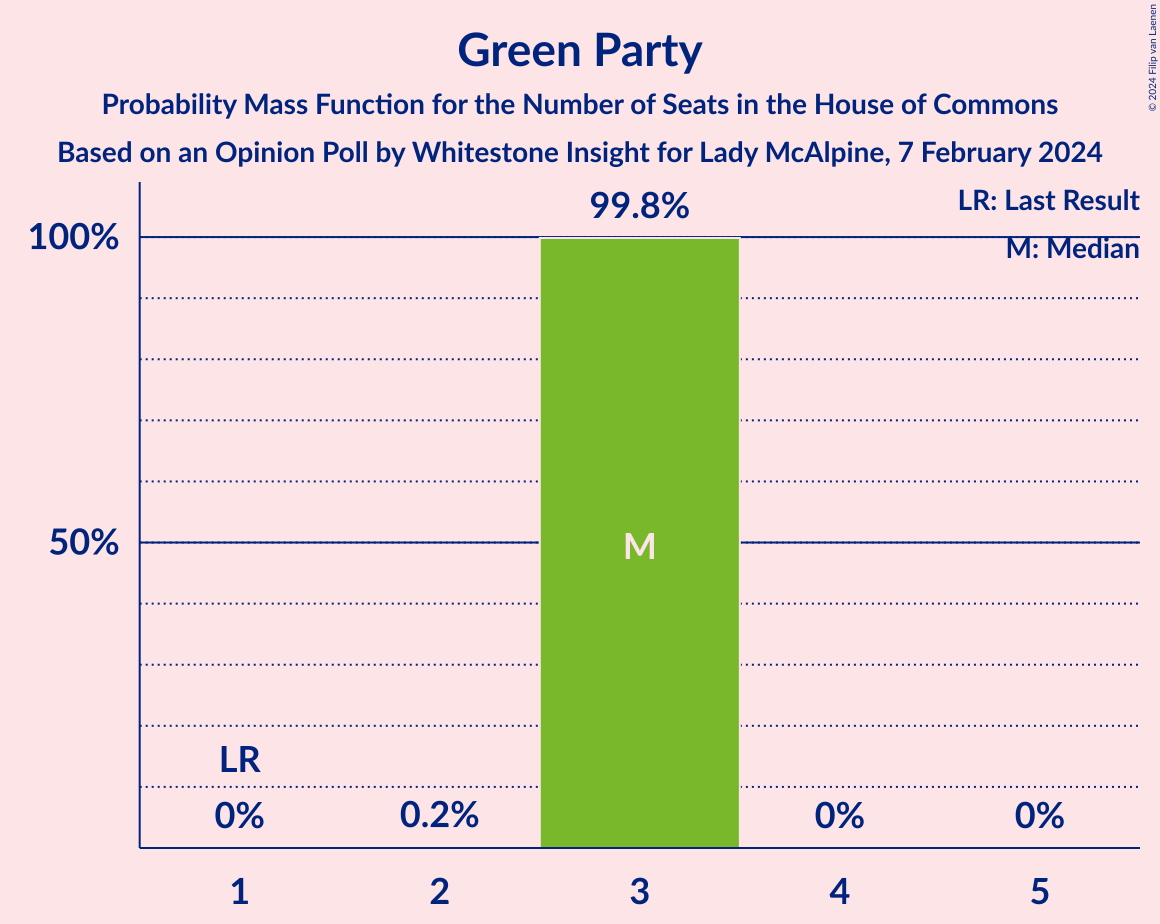 Green Party
Probability Mass Function for the Number of Seats in the House of Commons
Based on an Opinion Poll by Whitestone Insight for Lady McAlpine, 7 February 2024
© 2024 Filip van Laenen
LR: Last Result
M: Median
99.8%
100%
50%
M
LR
0%
0.2%
0%
0%
1
2
3
4
5